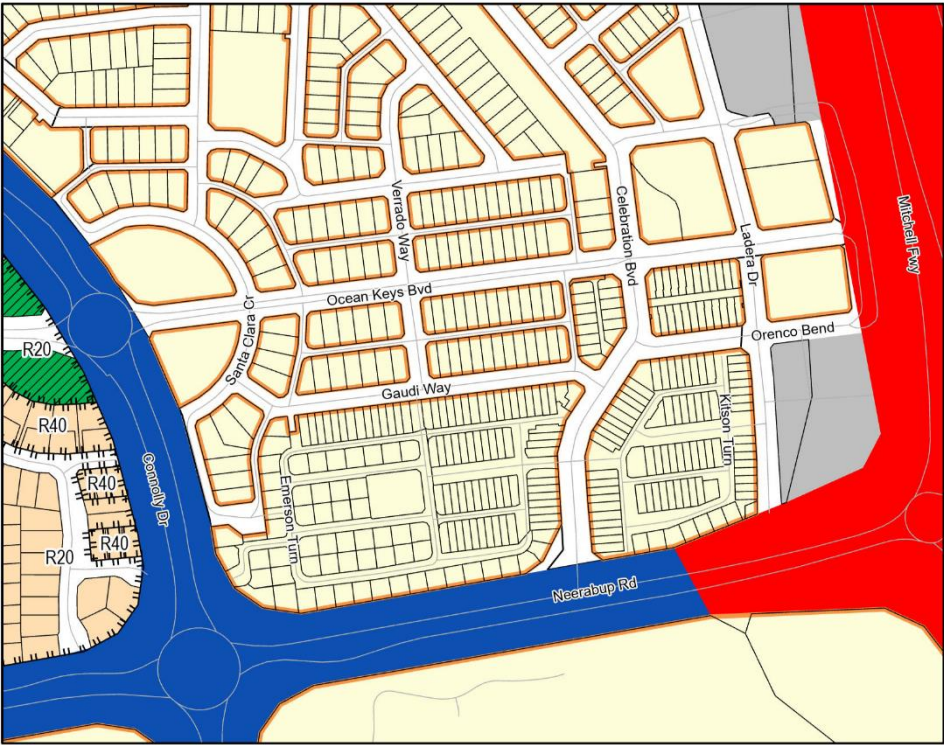 Verrado Way
Celebration Bvd
Mitchell Fwy
Ladera Dr
Ocean Keys Bvd
Santa Clara Cr
Orenco Bend
R20
Gaudi Way
Kitson Turn
R40
Connolly Dr
R40
Emerson Turn
R40
R20
Neerabup Rd